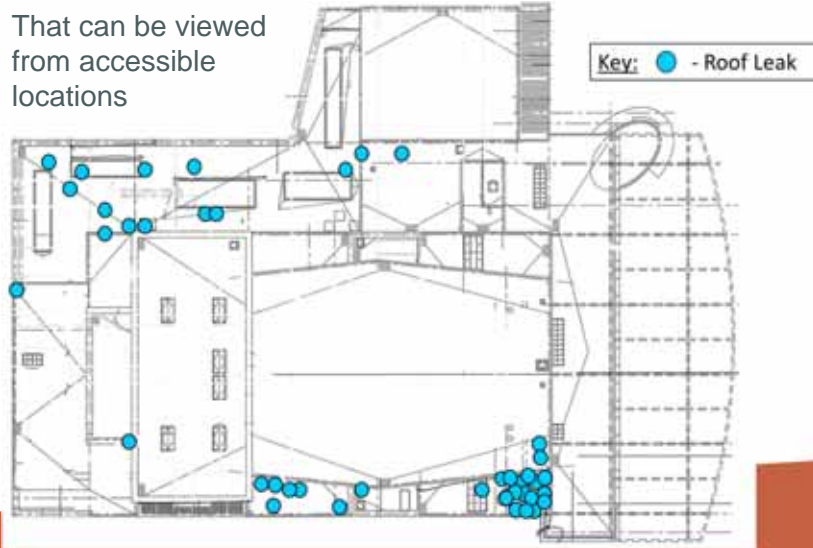 That can be viewed
from accessible
locations
Key: - Roof Leak